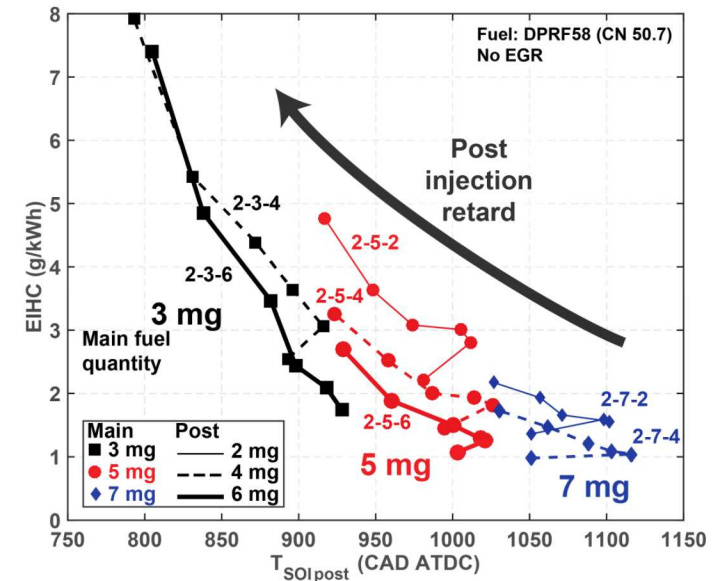 8
7
6
5
4
3
2
1
0
EIHC (g/kWh)
Fuel: DPRF58 (CN 50.7)
No EGR
Post
injection
retard
2-3-4
2-5-2
2-3-6
2-5-4
3 mg
Main fuel
quantity
2-5-6
2-7-2
2-7-4
5 mg
7 mg
Main Post
3 mg 2 mg
5 mg 4 mg
7 mg 6 mg
750 800 850 900 950 1000 1050 1100 1150
T_SOI post (CAD ATDC)